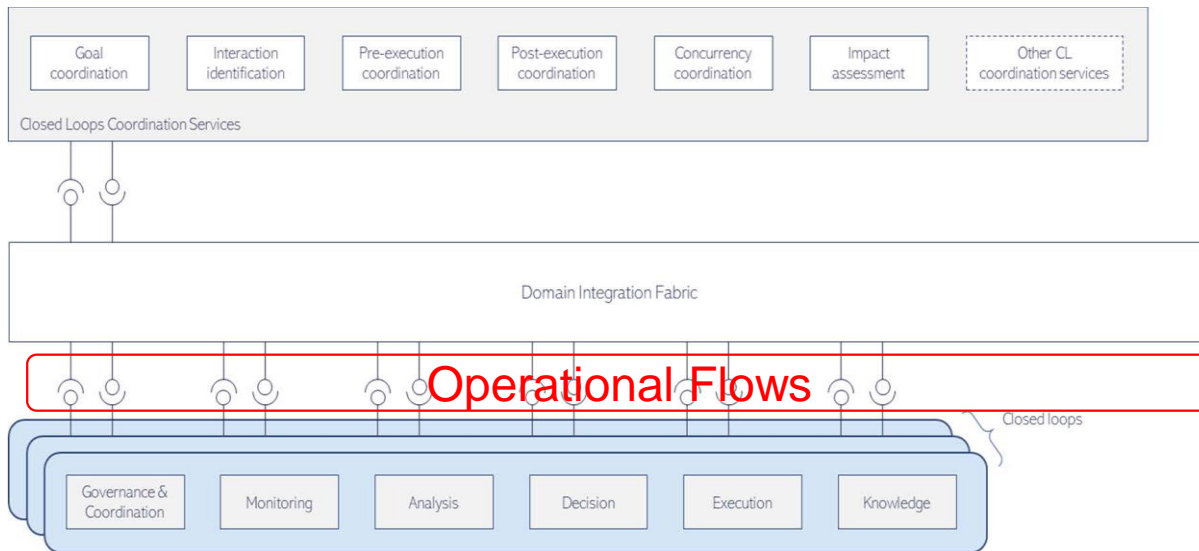 Goal
coordination
Interaction
identification
Pre-execution
coordination
Post-execution
coordination
Concurrency
coordination
Impact
assessment
Other CL
coordination services
Closed Loops Coordination Services
Domain Integration Fabric
Operational Flows
Closed loops
Governance &
Coordination
Monitoring
Analysis
Decision
Execution
Knowledge